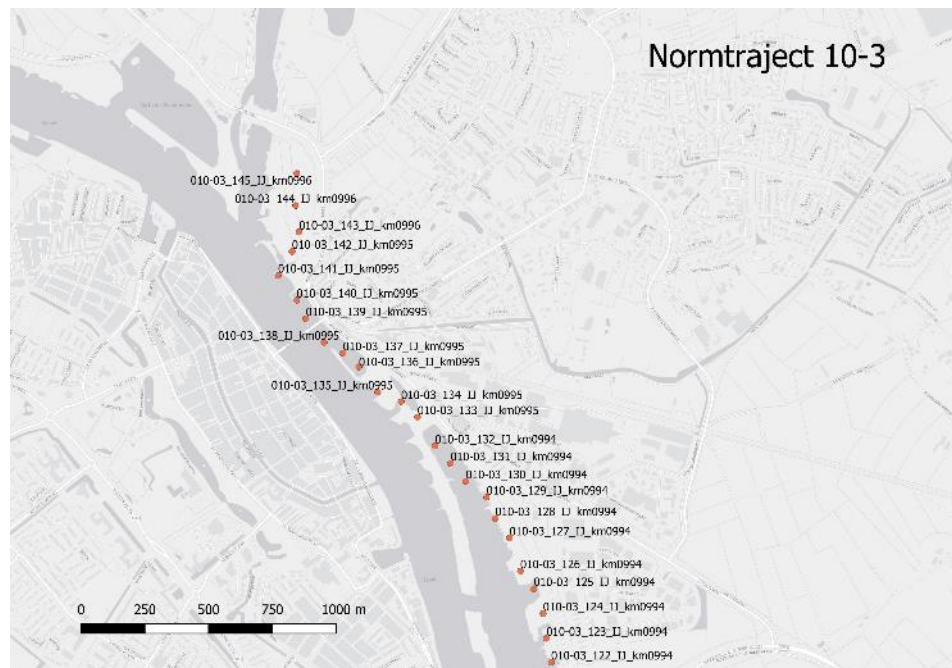 Normtraject 10-3
010-03_145_IJ_km0996
010-03_144_IJ_km0996
010-03_143_IJ_km0996
010-03_142_IJ_km0995
010-03_141_IJ_km0995
010-03_140_IJ_km0995
010-03_139_IJ_km0995
010-03_138_IJ_km0995
010-03_137_IJ_km0995
010-03_136_IJ_km0995
010-03_135_IJ_km0995
010-03_134_IJ_km0995
010-03_133_IJ_km0995
010-03_132_IJ_km0994
010-03_131_IJ_km0994
010-03_130_IJ_km0994
010-03_129_IJ_km0994
010-03_128_IJ_km0994
010-03_127_IJ_km0994
010-03_126_IJ_km0994
010-03_125_IJ_km0994
010-03_124_IJ_km0994
010-03_123_IJ_km0994
010-03_122_IJ_km0994
0 250 500 750 1000 m